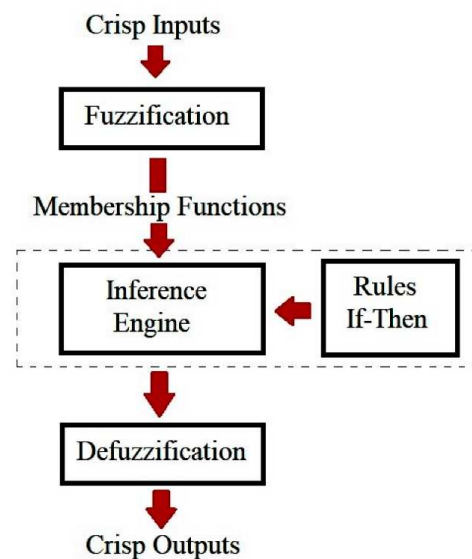 Crisp Inputs
Fuzzification
Membership Functions
Inference
Engine
Rules
If-Then
Defuzzification
Crisp Outputs